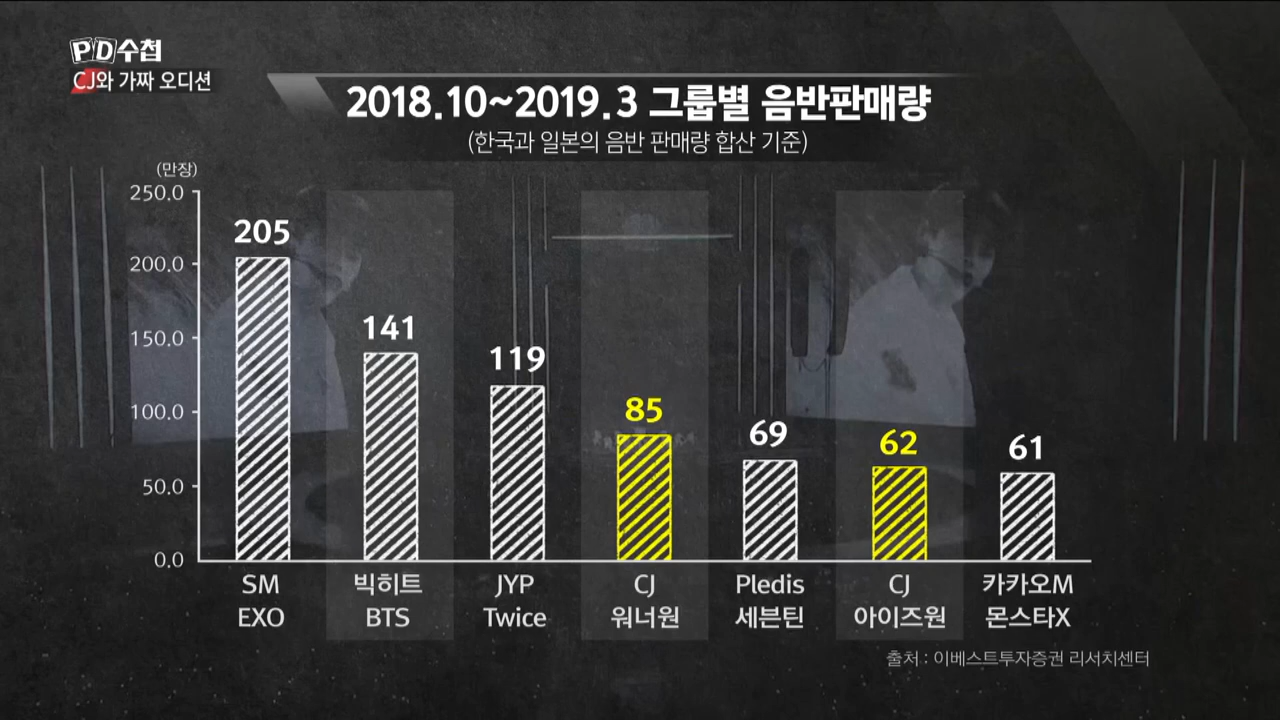 PD수첩
CJ와 가짜 오디션
2018.10~2019.3 그룹별 음반판매량
(한국과 일본의 음반 판매량 합산 기준)
(만장)
250.0
200.0
150.0
100.0
50.0
0.0
205
141
119
85
69
62
61
SM
EXO
빅히트
BTS
JYP
Twice
CJ
워너원
Pledis
세븐틴
CJ
아이즈원
카카오M
몬스타X
출처 : 이베스트투자증권 리서치센터